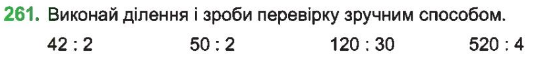 261. Виконай ділення і зроби перевірку зручним способом.
42 : 2 50 : 2 120 : 30 520 : 4